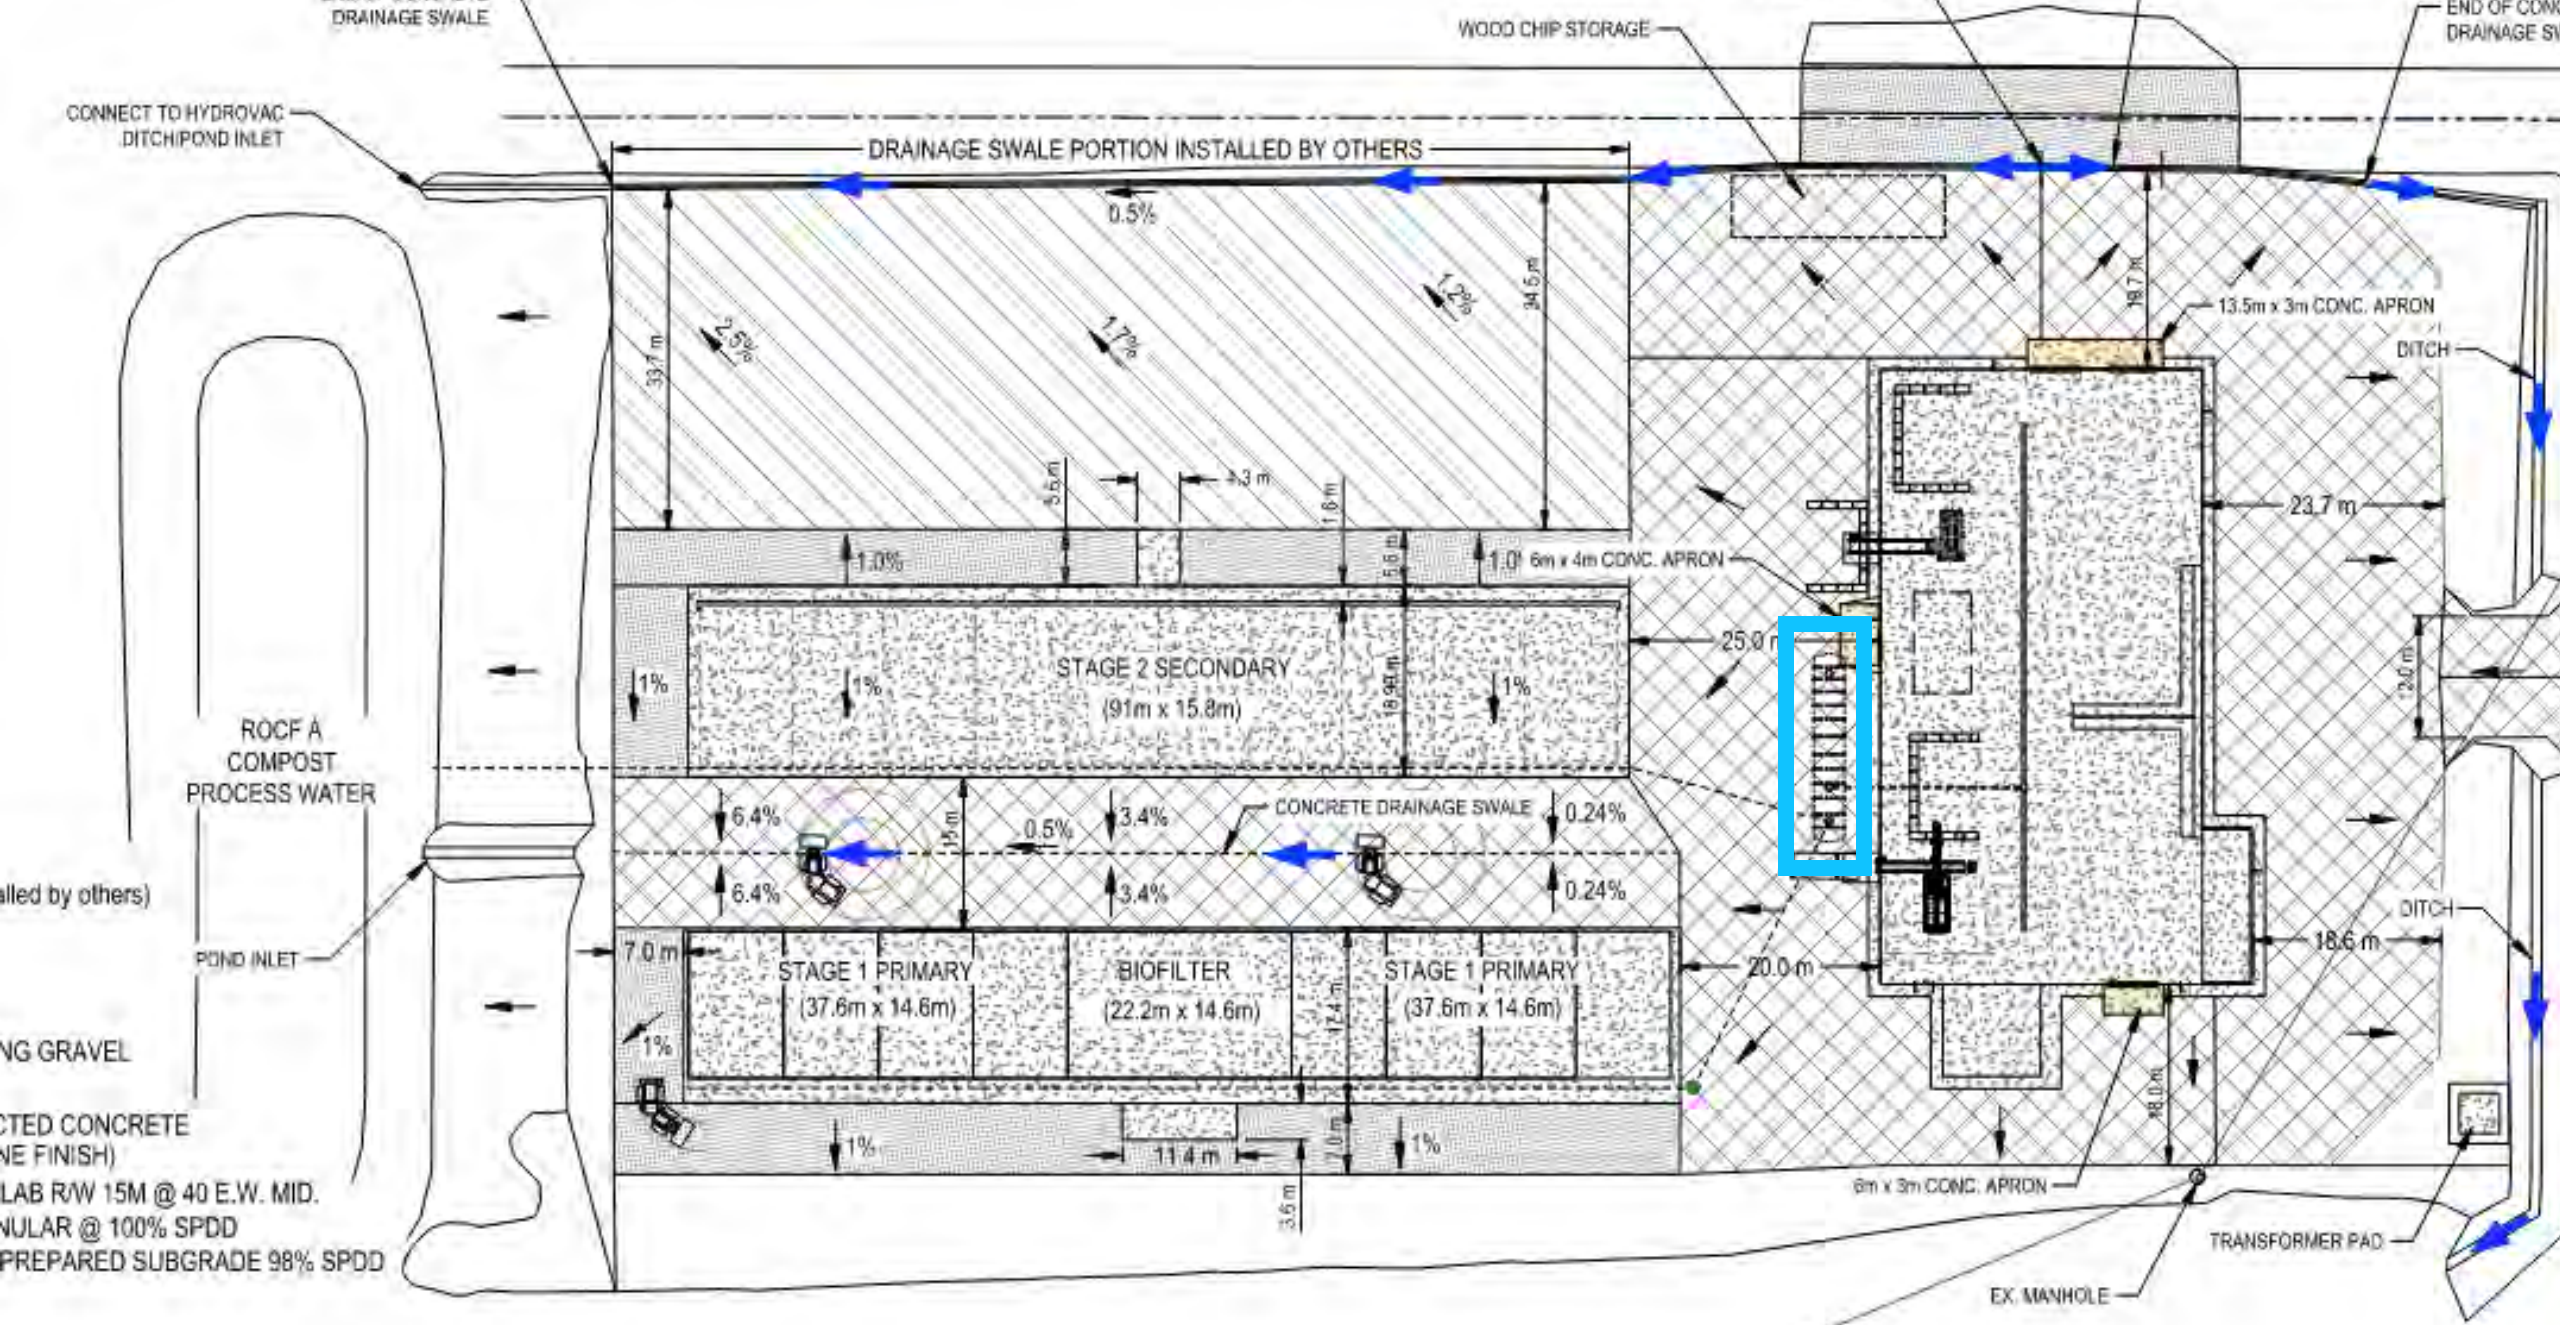 DRAINAGE SWALE
WOOD CHIP STORAGE
END OF CONC
DRAINAGE SW
CONNECT TO HYDROVAC
DITCH/POND INLET
DRAINAGE SWALE PORTION INSTALLED BY OTHERS
0.5%
33.7 m
2.5%
1.7%
1.2%
34.5 m
19.7 m
13.5m x 3m CONC. APRON
DITCH
5.6 m
4.3 m
1.6 m
23.7 m
1.0%
5.6 m
1.0
6m x 4m CONC. APRON
1%
1%
STAGE 2 SECONDARY
(91m x 15.8m)
1%
25.0 m
ROCF A
COMPOST
PROCESS WATER
6.4%
15 m
0.5%
3.4%
CONCRETE DRAINAGE SWALE
0.24%
6.4%
3.4%
0.24%
alled by others)
POND INLET
7.0 m
STAGE 1 PRIMARY
(37.6m x 14.6m)
BIOFILTER
(22.2m x 14.6m)
17.4 m
STAGE 1 PRIMARY
(37.6m x 14.6m)
20.0 m
DITCH
18.6 m
NG GRAVEL
1%
CTED CONCRETE
NE FINISH)
LAB R/W 15M @ 40 E.W. MID.
NULAR @ 100% SPDD
PREPARED SUBGRADE 98% SPDD
1%
11.4 m
3.6 m
1%
18.0 m
6m x 3m CONC. APRON
EX. MANHOLE
TRANSFORMER PAD